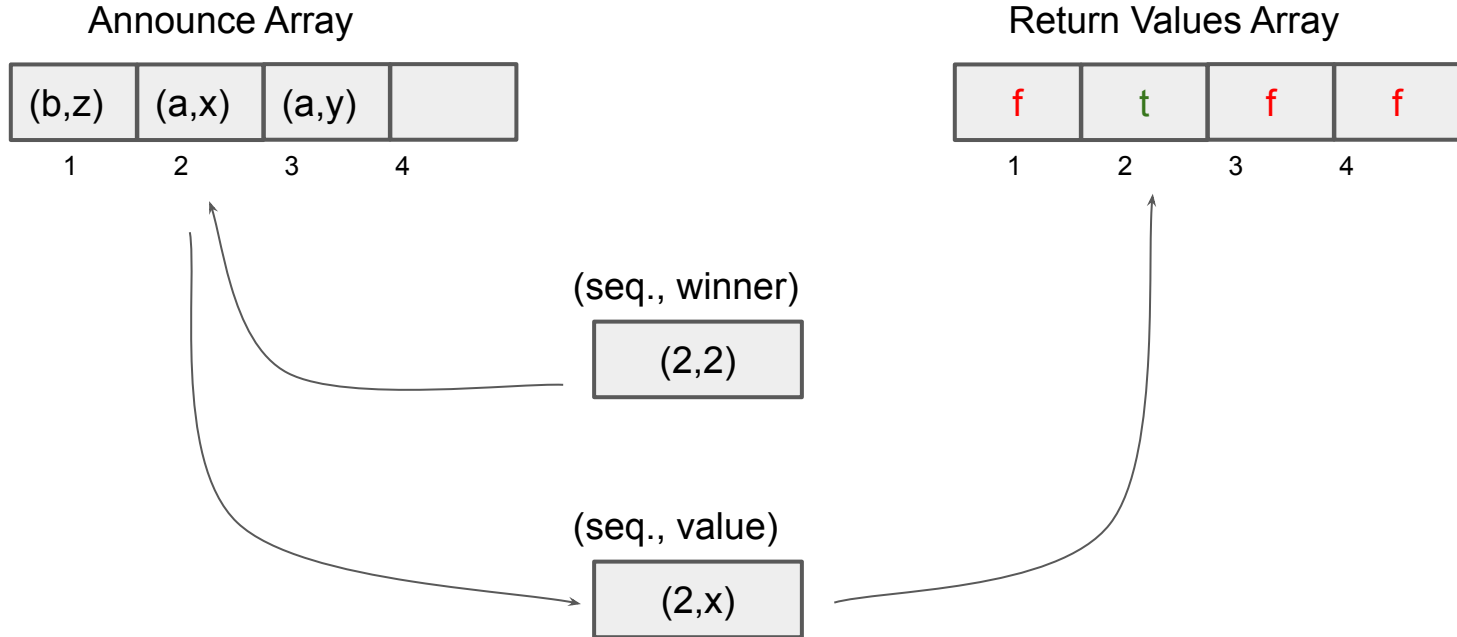 Announce Array
Return Values Array
(b,z) (a,x) (a,y)
f t f f
1 2 3 4
1 2 3 4
(seq., winner)
(2,2)
(seq., value)
(2,x)